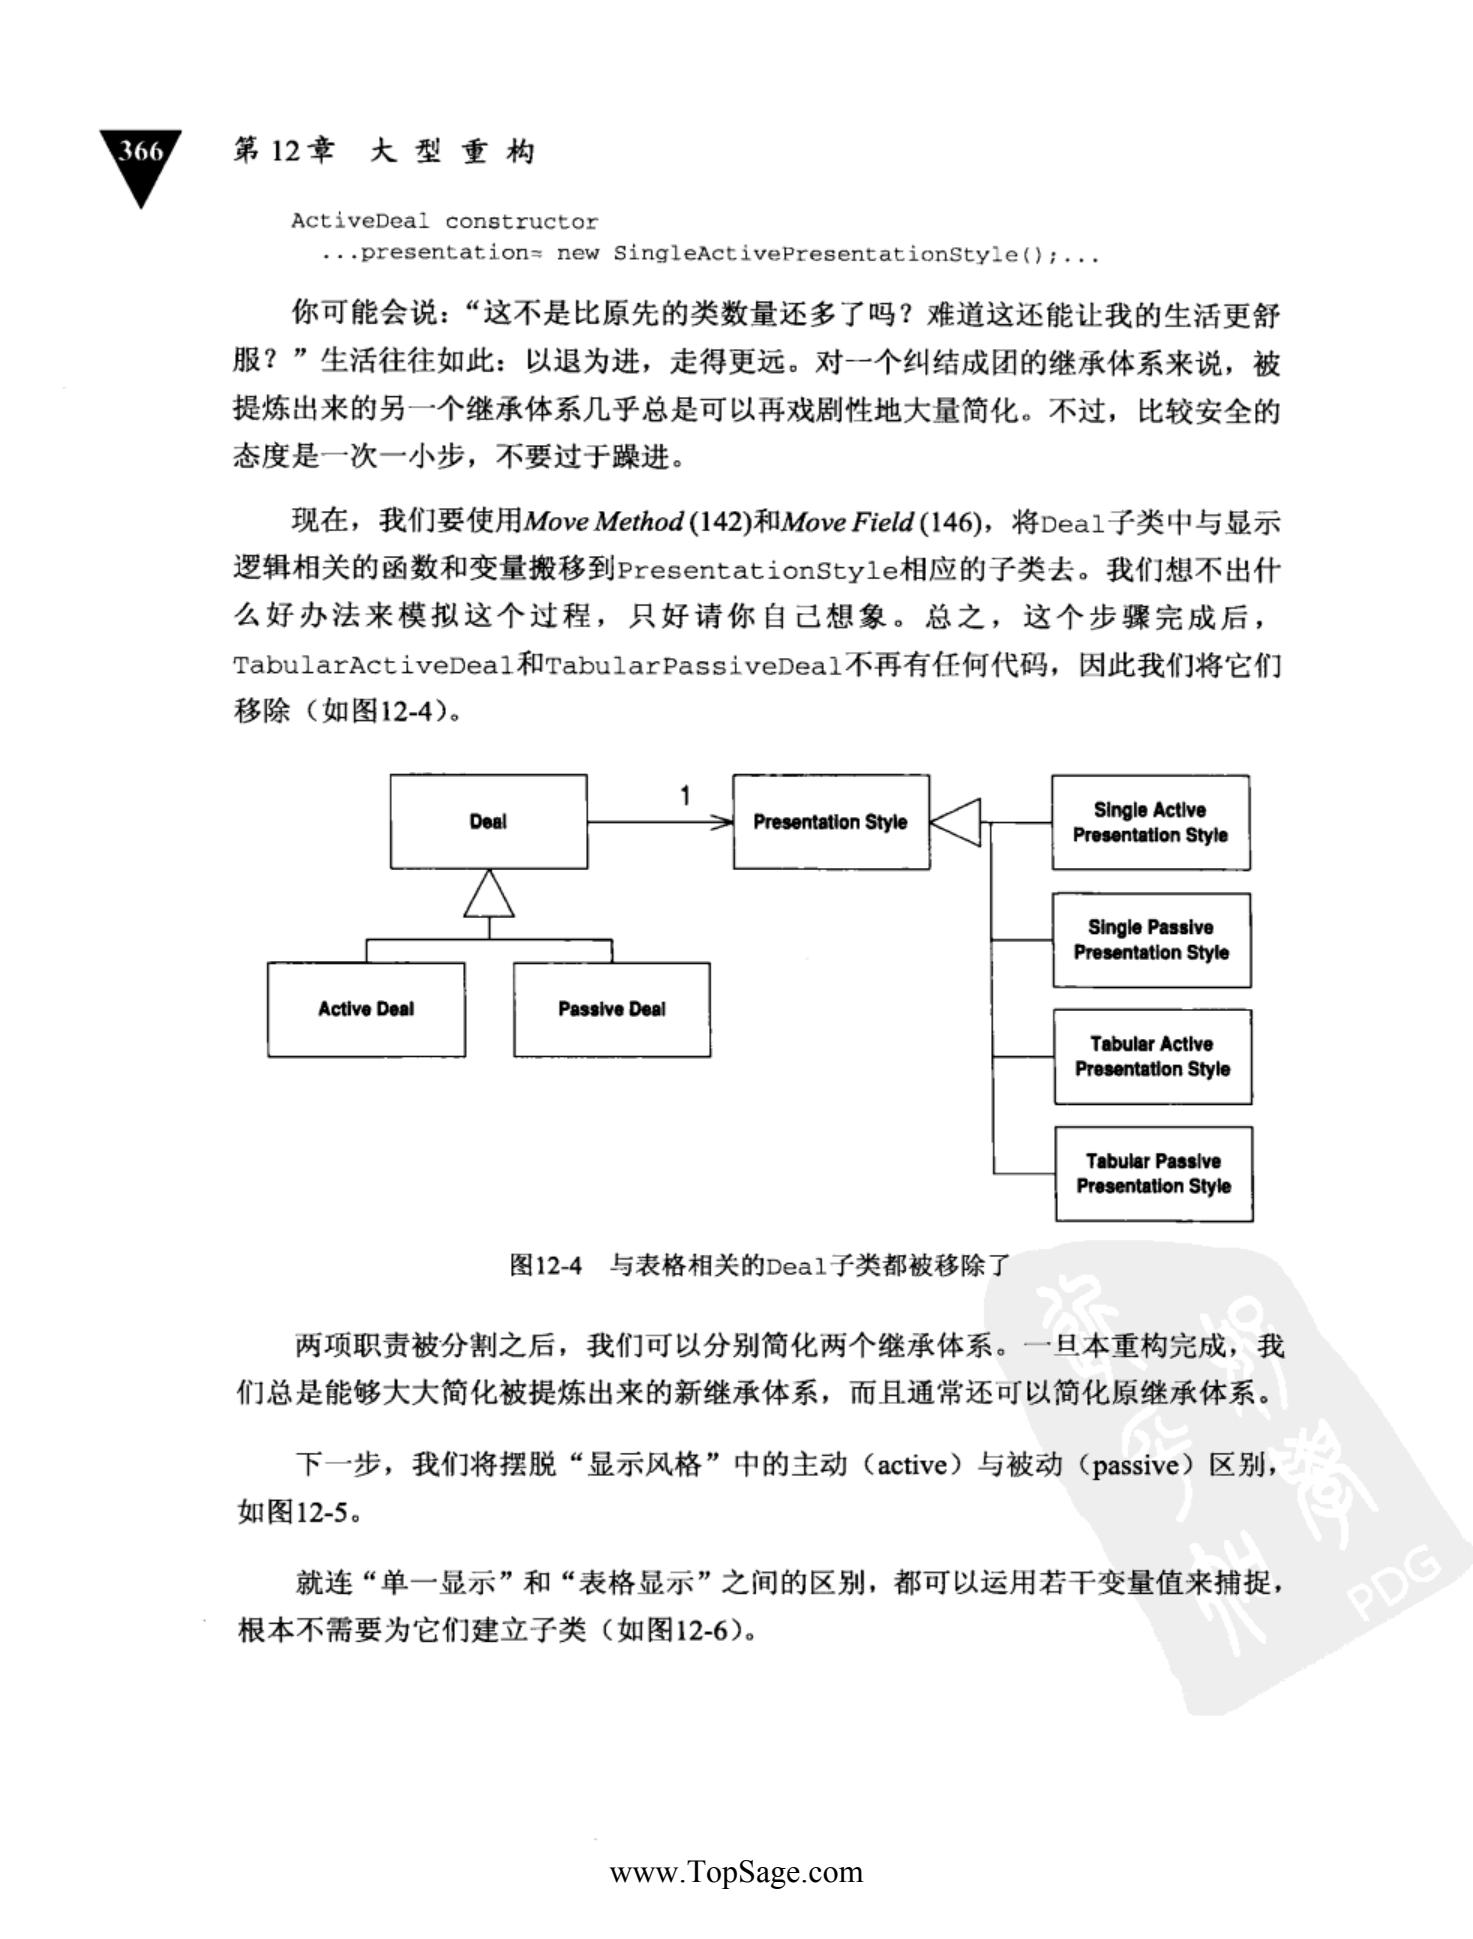 366
第12章 大型重构
ActiveDeal constructor
...presentation= new SingleActivePresentationStyle();...
你可能会说：“这不是比原先的类数量还多了吗？难道这还能让我的生活更舒
服？”生活往往如此：以退为进，走得更远。对一个纠结成团的继承体系来说，被
提炼出来的另一个继承体系几乎总是可以再戏剧性地大量简化。不过，比较安全的
态度是一次一小步，不要过于躁进。
现在，我们要使用Move Method (142)和Move Field (146)，将Deal子类中与显示
逻辑相关的函数和变量搬移到PresentationStyle相应的子类去。我们想不出什
么好办法来模拟这个过程，只好请你自己想象。总之，这个步骤完成后，
TabularActiveDeal和TabularPassiveDeal不再有任何代码，因此我们将它们
移除（如图12-4）。
Deal
1
Presentation Style
Single Active
Presentation Style
Single Passive
Presentation Style
Active Deal
Passive Deal
Tabular Active
Presentation Style
Tabular Passive
Presentation Style
图12-4 与表格相关的Deal子类都被移除了
两项职责被分割之后，我们可以分别简化两个继承体系。一旦本重构完成，我
们总是能够大大简化被提炼出来的新继承体系，而且通常还可以简化原继承体系。
下一步，我们将摆脱“显示风格”中的主动（active）与被动（passive）区别，
如图12-5。
就连“单一显示”和“表格显示”之间的区别，都可以运用若干变量值来捕捉，
根本不需要为它们建立子类（如图12-6）。
PDG
www.TopSage.com